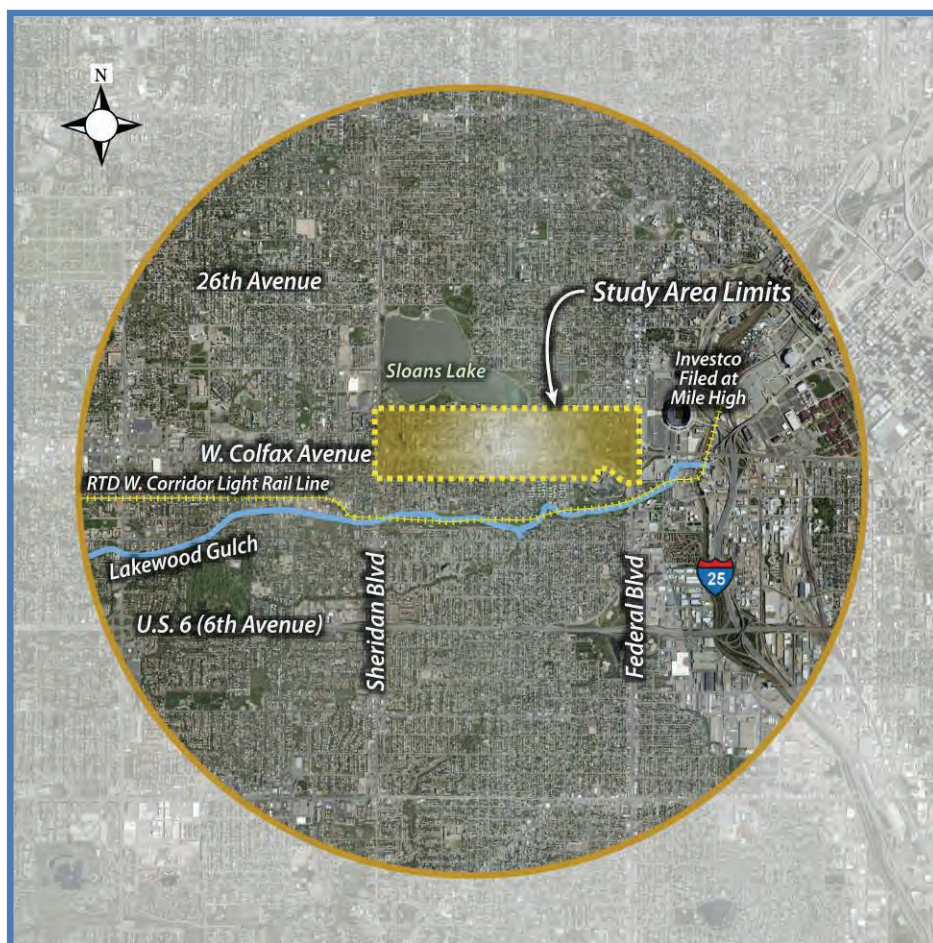 N
26th Avenue
Study Area Limits
Investco
Filed at
Mile High
Sloans Lake
W. Colfax Avenue
RTD W. Corridor Light Rail Line
Lakewood Gulch
25
U.S. 6 (6th Avenue)
Sheridan Blvd
Federal Blvd